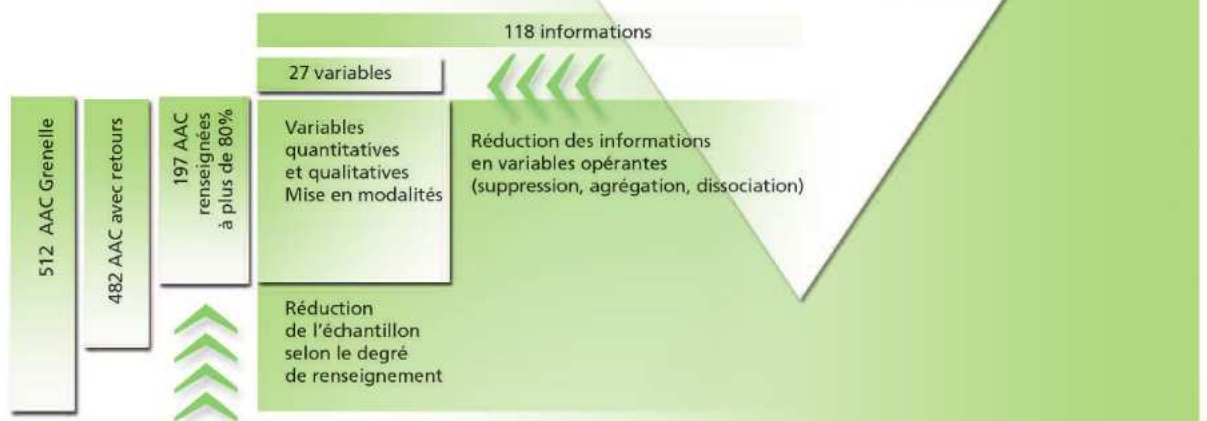 118 informations
27 variables
512 AAC Grenelle
482 AAC avec retours
197 AAC
renseignées
à plus de 80%
Variables
quantitatives
et qualitatives
Mise en modalités
Réduction des informations
en variables opérantes
(suppression, agrégation, dissociation)
Réduction
de l'échantillon
selon le degré
de renseignement